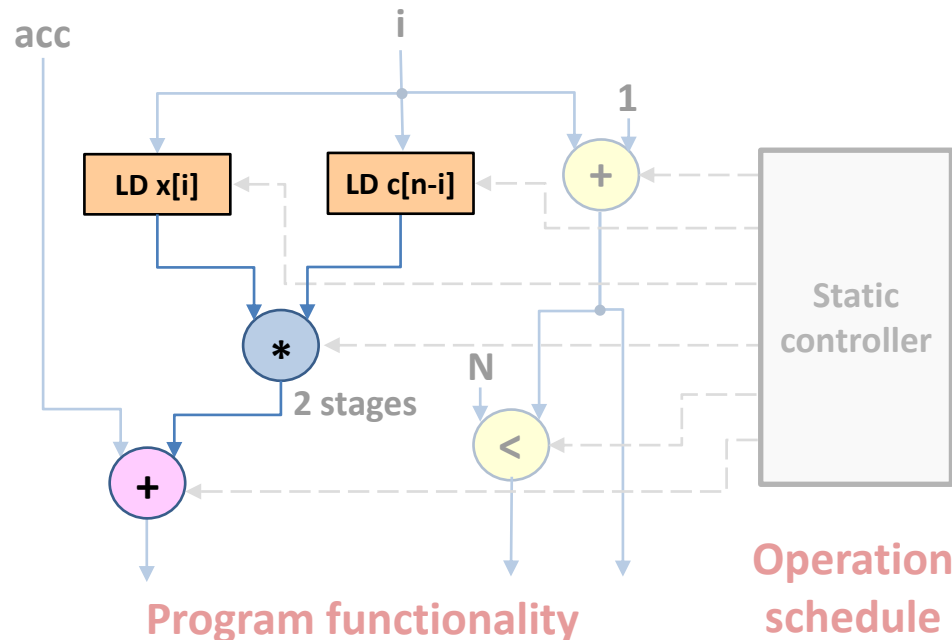 acc
i
1
LD x[i]
LD c[n-i]
+
Static
controller
*
N
2 stages
<
+
Operation
schedule
Program functionality